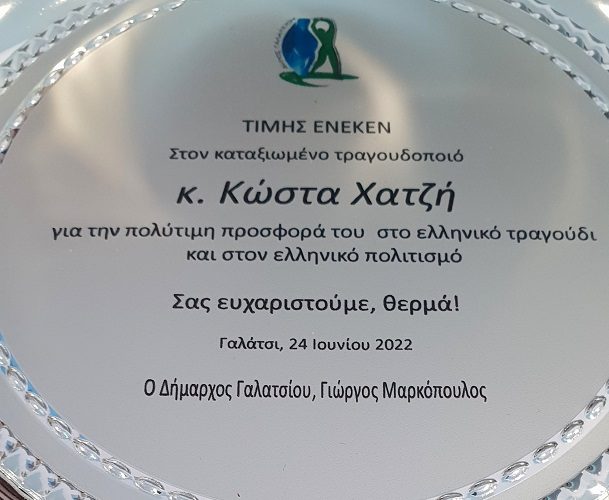 ΤΙΜΗΣ ΕΝΕΚΕΝ
Στον καταξιωμένο τραγουδοποιό
κ. Κώστα Χατζή
για την πολύτιμη προσφορά του στο ελληνικό τραγούδι
και στον ελληνικό πολιτισμό
Σας ευχαριστούμε, θερμά!
Γαλάτσι, 24 Ιουνίου 2022
Ο Δήμαρχος Γαλατσίου, Γιώργος Μαρκόπουλος